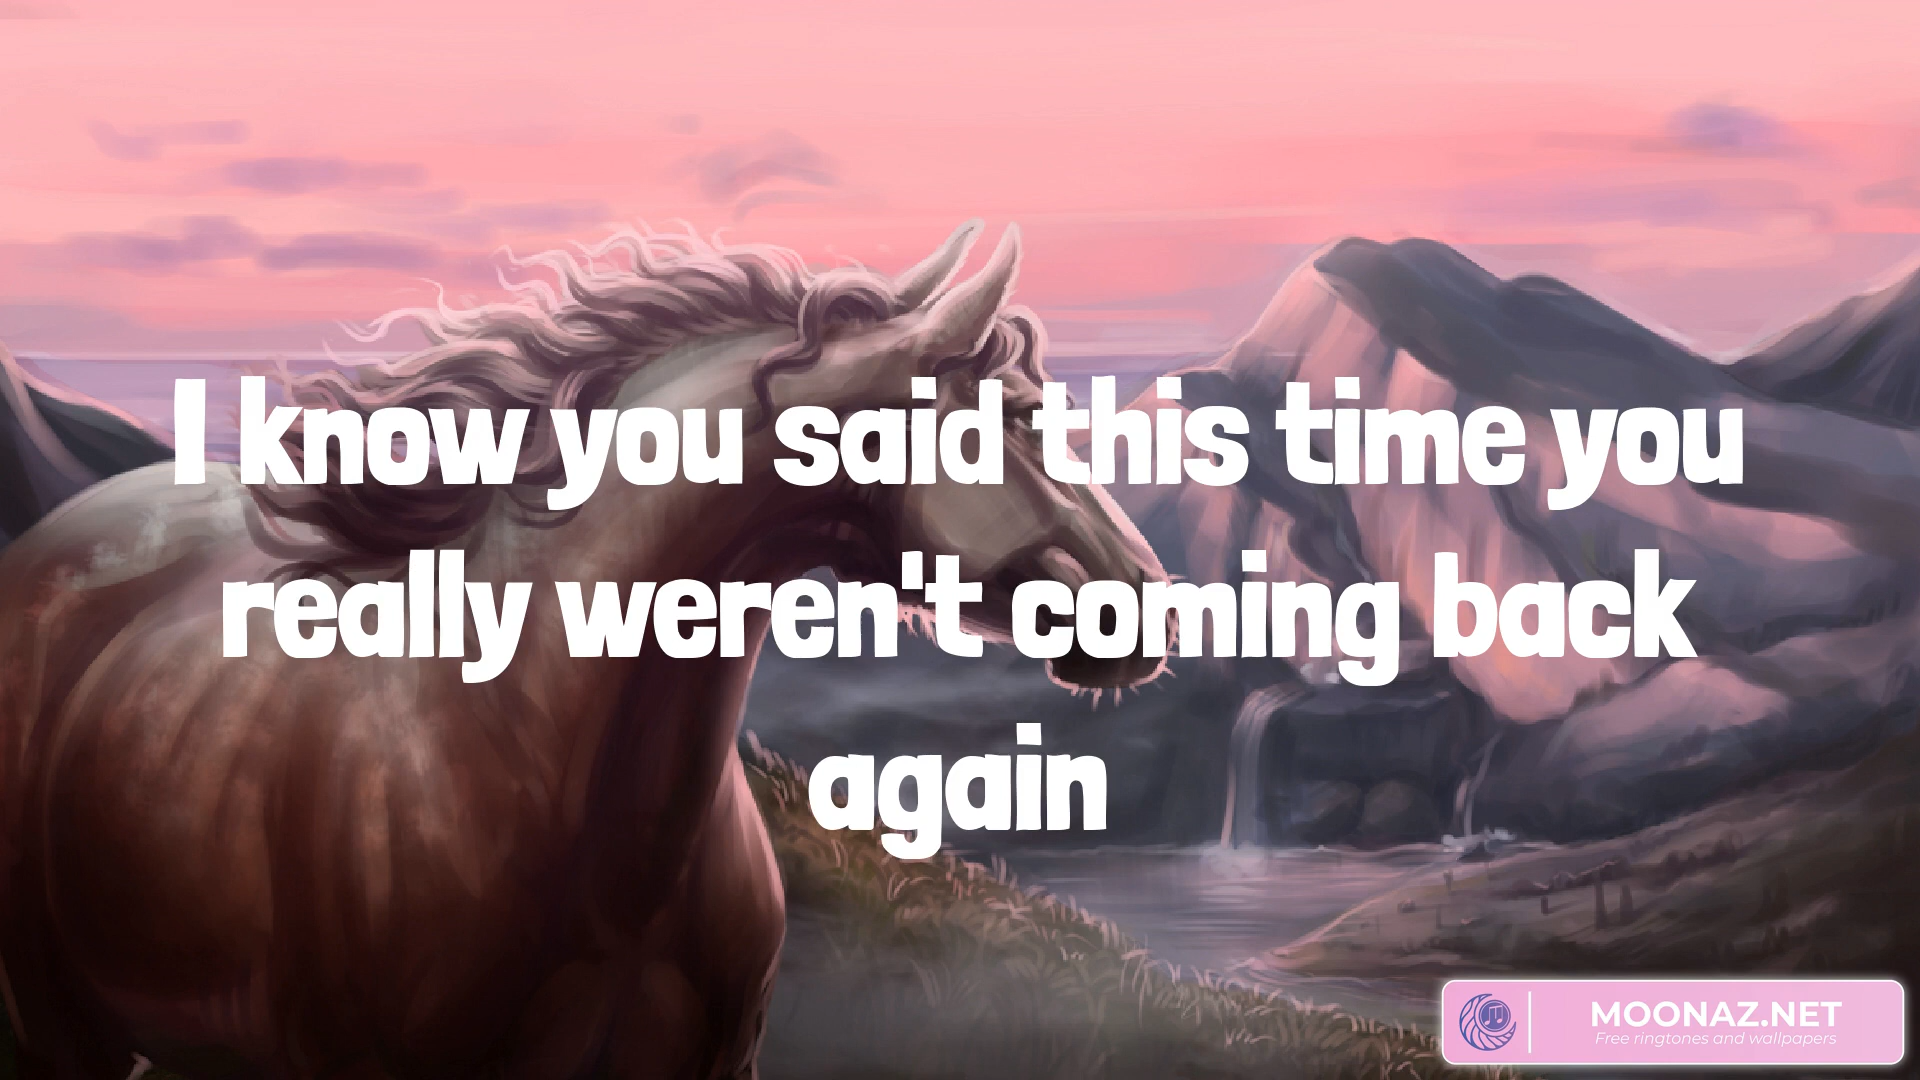 I know you said this time you
really weren't coming back
again
MOONAZ.NET
Free ringtones and wallpapers